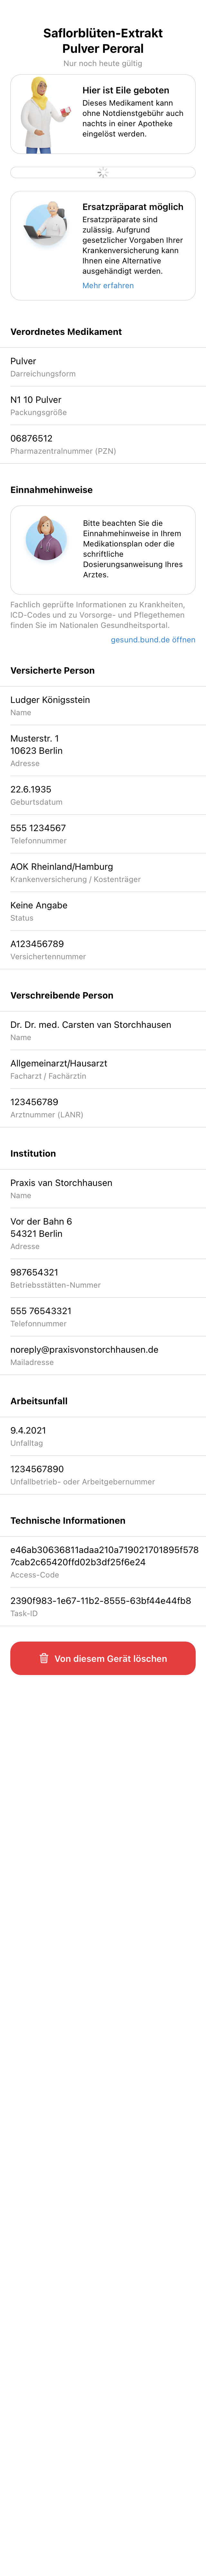 Saflorblüten-Extrakt
Pulver Peroral
Nur noch heute gültig
Hier ist Eile geboten
Dieses Medikament kann
ohne Notdienstgebühr auch
nachts in einer Apotheke
eingelöst werden.
Ersatzpräparat möglich
Ersatzpräparate sind
zulässig. Aufgrund
gesetzlicher Vorgaben Ihrer
Krankenversicherung kann
Ihnen eine Alternative
ausgehändigt werden.
Mehr erfahren
Verordnetes Medikament
Pulver
Darreichungsform
N1 10 Pulver
Packungsgröße
06876512
Pharmazentralnummer (PZN)
Einnahmehinweise
Bitte beachten Sie die
Einnahmehinweise in Ihrem
Medikationsplan oder die
schriftliche
Dosierungsanweisung Ihres
Arztes.
Fachlich geprüfte Informationen zu Krankheiten,
ICD-Codes und zu Vorsorge- und Pflegethemen
finden Sie im Nationalen Gesundheitsportal.
gesund.bund.de öffnen
Versicherte Person
Ludger Königsstein
Name
Musterstr. 1
10623 Berlin
Adresse
22.6.1935
Geburtsdatum
555 1234567
Telefonnummer
AOK Rheinland/Hamburg
Krankenversicherung / Kostenträger
Keine Angabe
Status
A123456789
Versichertennummer
Verschreibende Person
Dr. Dr. med. Carsten van Storchhausen
Name
Allgemeinarzt/Hausarzt
Facharzt / Fachärztin
123456789
Arztnummer (LANR)
Institution
Praxis van Storchhausen
Name
Vor der Bahn 6
54321 Berlin
Adresse
987654321
Betriebsstätten-Nummer
555 76543321
Telefonnummer
noreply@praxisvonstorchhausen.de
Mailadresse
Arbeitsunfall
9.4.2021
Unfalltag
1234567890
Unfallbetrieb- oder Arbeitgebernummer
Technische Informationen
e46ab30636811adaa210a719021701895f578
7cab2c65420ffd02b3df25f6e24
Access-Code
2390f983-1e67-11b2-8555-63bf44e44fb8
Task-ID
Von diesem Gerät löschen